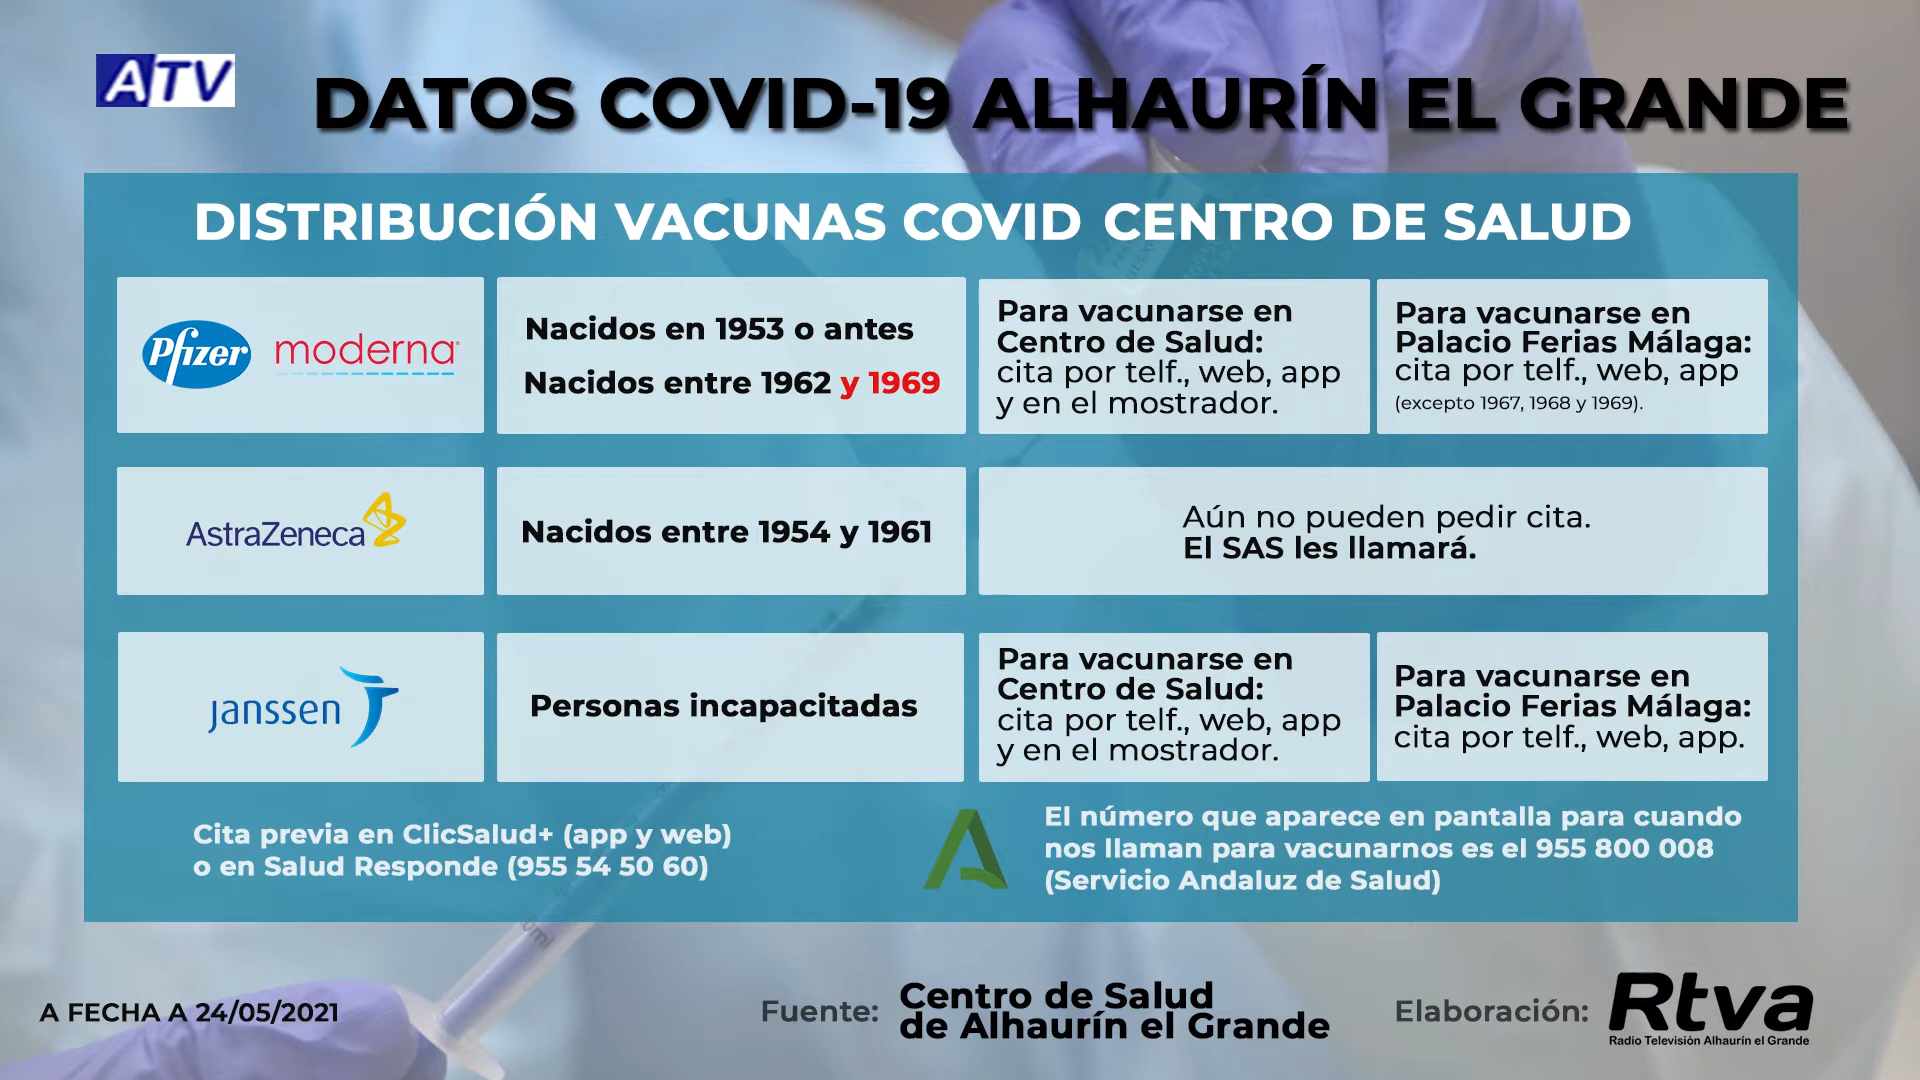 ATV
DATOS COVID-19 ALHAURÍN EL GRANDE
DISTRIBUCIÓN VACUNAS COVID CENTRO DE SALUD
Pfizer
moderna
Nacidos en 1953 o antes
Nacidos entre 1962 y 1969
Para vacunarse en
Centro de Salud:
cita por telf., web, app
y en el mostrador.
Para vacunarse en
Palacio Ferias Málaga:
cita por telf., web, app
(excepto 1967, 1968 y 1969).
AstraZeneca
Nacidos entre 1954 y 1961
Aún no pueden pedir cita.
El SAS les llamará.
janssen
Personas incapacitadas
Para vacunarse en
Centro de Salud:
cita por telf., web, app
y en el mostrador.
Para vacunarse en
Palacio Ferias Málaga:
cita por telf., web, app.
Cita previa en ClicSalud+ (app y web)
o en Salud Responde (955 54 50 60)
El número que aparece en pantalla para cuando
nos llaman para vacunarnos es el 955 800 008
(Servicio Andaluz de Salud)
A FECHA A 24/05/2021
Fuente:
Centro de Salud
de Alhaurín el Grande
Elaboración:
Rtva
Radio Televisión Alhaurín el Grande